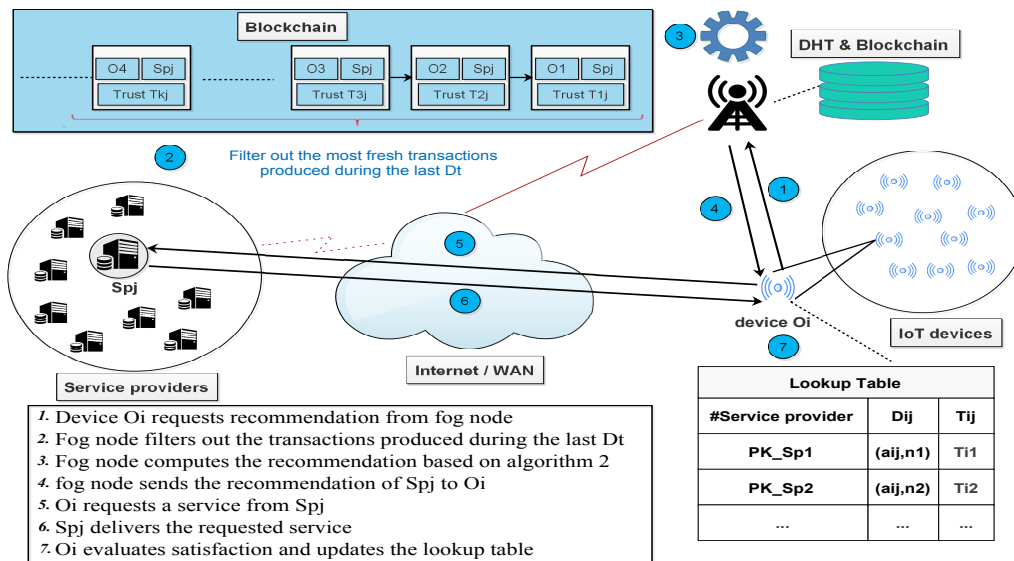 Blockchain
O4 Spj
Trust Tkj
O3 Spj
Trust T3j
O2 Spj
Trust T2j
O1 Spj
Trust T1j
3
DHT & Blockchain
2
Filter out the most fresh transactions
produced during the last Dt
4
1
5
6
Spj
device Oi
7
IoT devices
Internet / WAN
Service providers
Lookup Table
#Service provider Dij Tij
PK_Sp1 (aij,n1) Ti1
PK_Sp2 (aij,n2) Ti2
... ... ...
1. Device Oi requests recommendation from fog node
2. Fog node filters out the transactions produced during the last Dt
3. Fog node computes the recommendation based on algorithm 2
4. fog node sends the recommendation of Spj to Oi
5. Oi requests a service from Spj
6. Spj delivers the requested service
7. Oi evaluates satisfaction and updates the lookup table